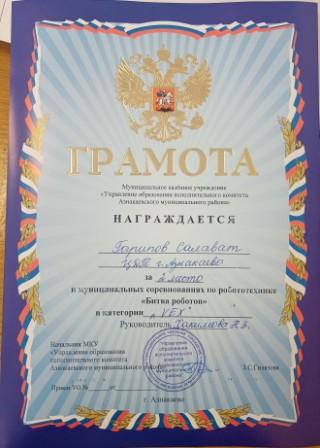 ГРАМОТА
Муниципальное казённое учреждение
«Управление образования исполнительного комитета
Азнакаевского муниципального района»
НАГРАЖДАЕТСЯ
Гарипов Салават
ЦДТ г. Азнакаево
за 2 место
в муниципальных соревнованиях по робототехнике
«Битва роботов»
в категории „VEX"
Руководитель
Начальник МКУ
«Управление образования
исполнительного комитета
Азнакаевского муниципального района»
Приказ УО №
г. Азнакаево